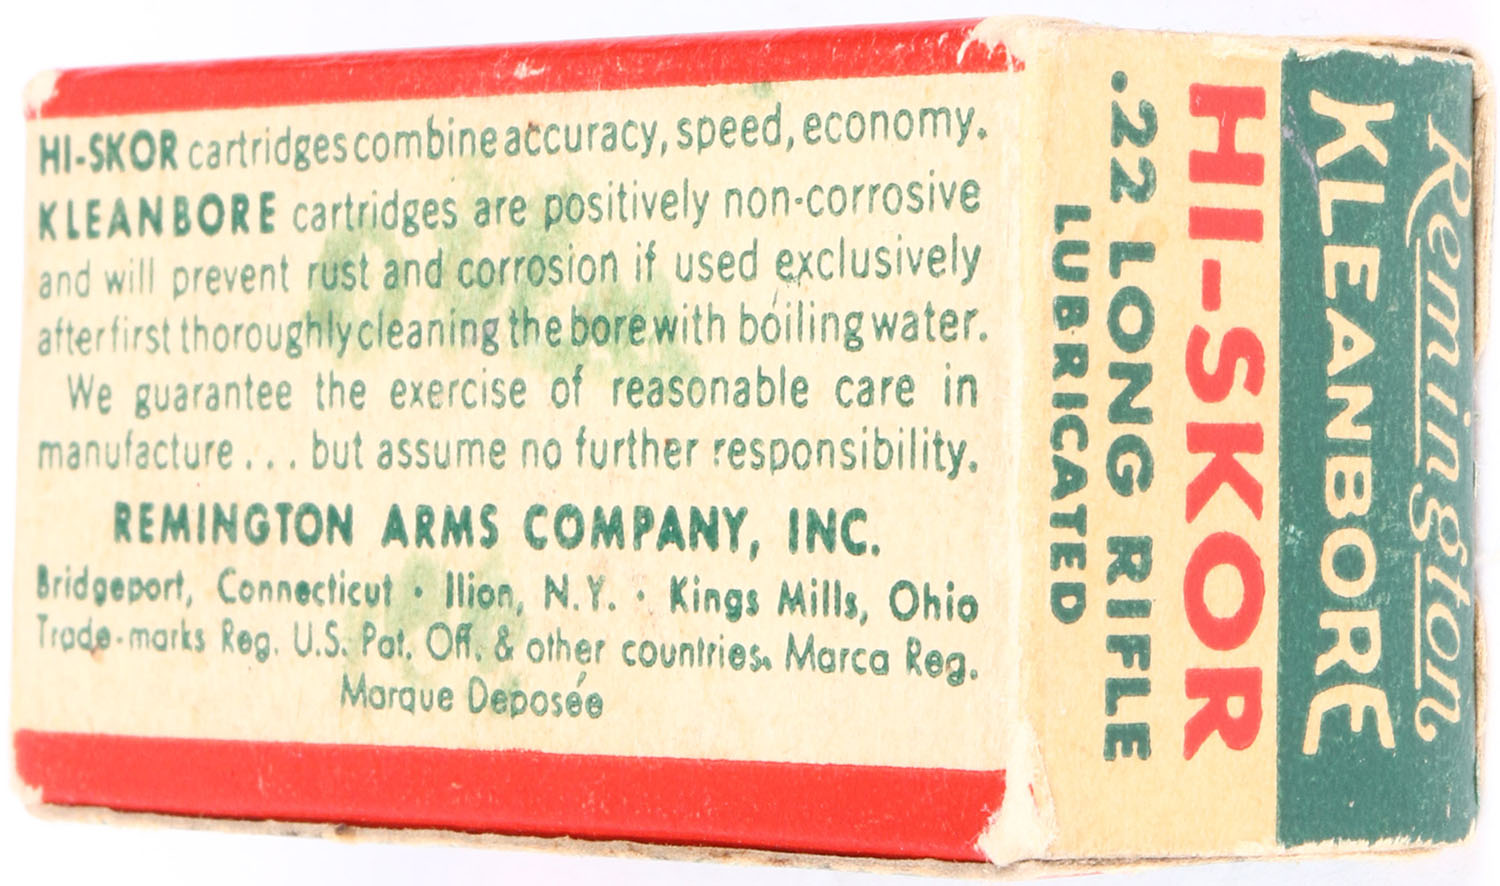 HI-SKOR cartridges combine accuracy, speed, economy.
KLEANBORE cartridges are positively non-corrosive
and will prevent rust and corrosion if used exclusively
after first thoroughly cleaning the bore with boiling water.
We guarantee the exercise of reasonable care in
manufacture... but assume no further responsibility.
REMINGTON ARMS COMPANY, INC.
Bridgeport, Connecticut · Ilion, N.Y. · Kings Mills, Ohio
Trade-marks Reg. U.S. Pat. Off. & other countries. Marca Reg.
Marque Deposée
Remington
KLEANBORE
HI-SKOR
.22 LONG RIFLE
LUBRICATED